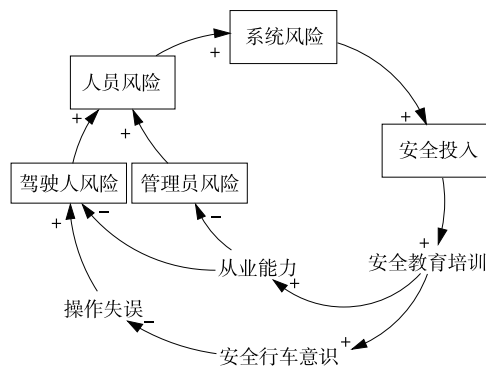 系统风险
+
人员风险
+
安全投入
+
+
驾驶人风险
管理员风险
+
−
−
安全教育培训
+
从业能力
+
操作失误
−
安全行车意识
+